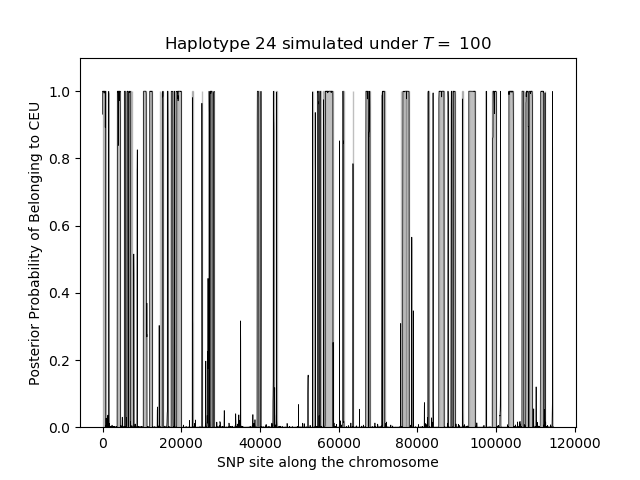 Haplotype 24 simulated under T = 100
Posterior Probability of Belonging to CEU
1.0
0.8
0.6
0.4
0.2
0.0
0 20000 40000 60000 80000 100000 120000
SNP site along the chromosome